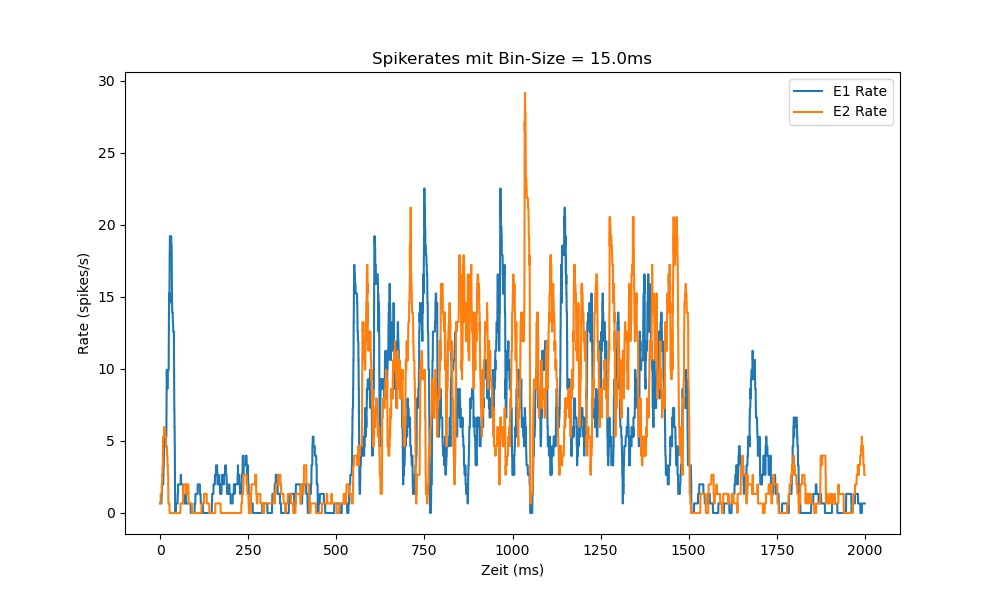 Spikerates mit Bin-Size = 15.0ms
30
25
20
15
10
5
0
Rate (spikes/s)
E1 Rate
E2 Rate
0 250 500 750 1000 1250 1500 1750 2000
Zeit (ms)